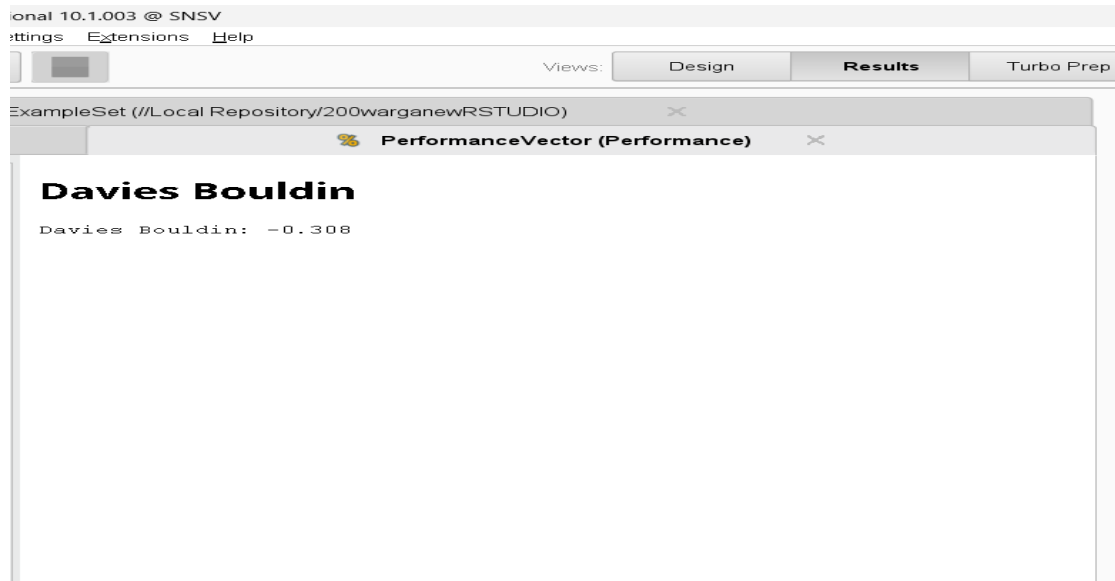 ional 10.1.003 @ SNSV
ettings Extensions Help
Views: Design Results Turbo Prep
ExampleSet (//Local Repository/200warganewRSTUDIO)
PerformanceVector (Performance)
Davies Bouldin
Davies Bouldin: -0.308